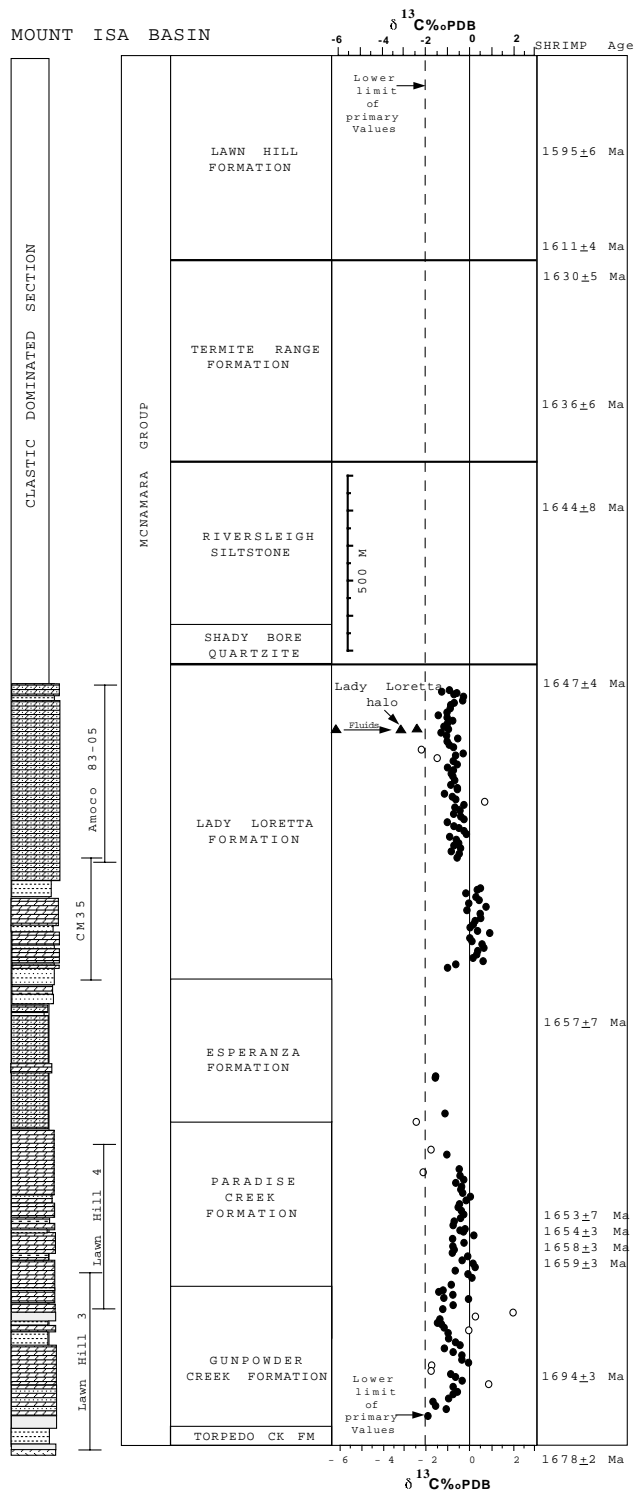 MOUNT ISA BASIN
δ 13C‰PDB
-6 -4 -2 0 2
SHRIMP Age
Lower
limit
of
primary
Values
LAWN HILL
FORMATION
1595±6 Ma
1611±4 Ma
1630±5 Ma
CLASTIC DOMINATED SECTION
MCNAMARA GROUP
TERMITE RANGE
FORMATION
1636±6 Ma
1644±8 Ma
RIVERSLEIGH
SILTSTONE
500 M
SHADY BORE
QUARTZITE
1647±4 Ma
Lady Loretta
halo
Fluids
Amoco 83-05
LADY LORETTA
FORMATION
CM35
1657±7 Ma
ESPERANZA
FORMATION
Lawn Hill 4
PARADISE
CREEK
FORMATION
1653±7 Ma
1654±3 Ma
1658±3 Ma
1659±3 Ma
Lawn Hill 3
GUNPOWDER
CREEK FORMATION
1694±3 Ma
Lower
limit
of
primary
Values
TORPEDO CK FM
1678±2 Ma
- 6 - 4 - 2 0 2
δ 13C‰PDB